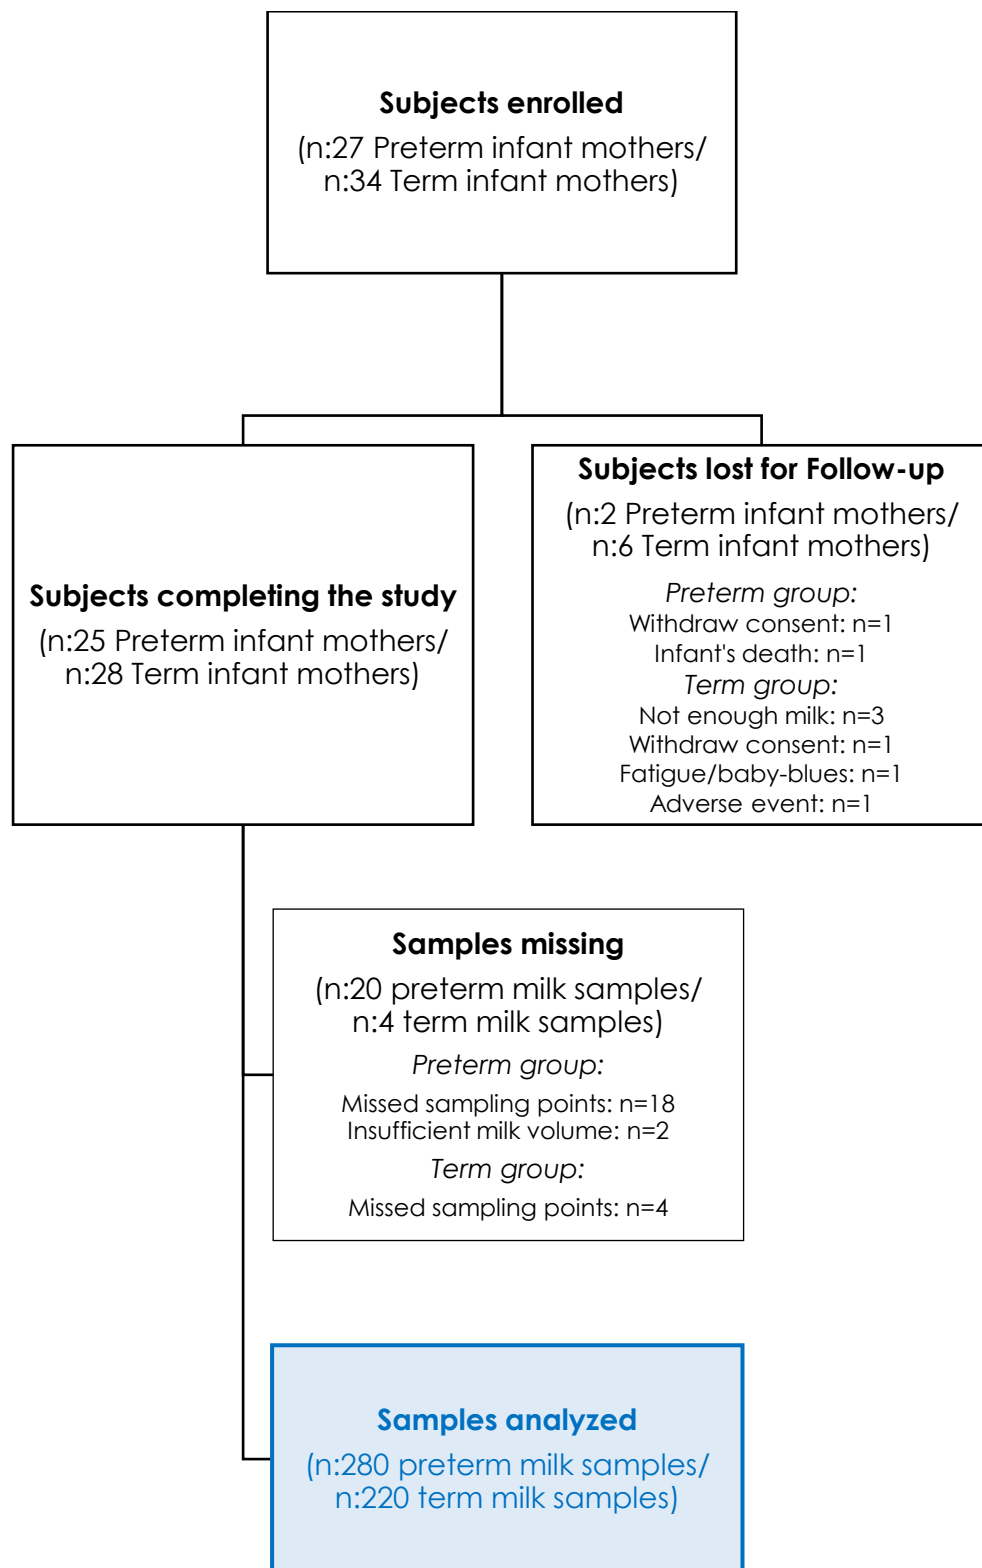 Subjects enrolled
(n:27 Preterm infant mothers/
n:34 Term infant mothers)
Subjects completing the study
(n:25 Preterm infant mothers/
n:28 Term infant mothers)
Subjects lost for Follow-up
(n:2 Preterm infant mothers/
n:6 Term infant mothers)
Preterm group:
Withdraw consent: n=1
Infant's death: n=1
Term group:
Not enough milk: n=3
Withdraw consent: n=1
Fatigue/baby-blues: n=1
Adverse event: n=1
Samples missing
(n:20 preterm milk samples/
n:4 term milk samples)
Preterm group:
Missed sampling points: n=18
Insufficient milk volume: n=2
Term group:
Missed sampling points: n=4
Samples analyzed
(n:280 preterm milk samples/
n:220 term milk samples)